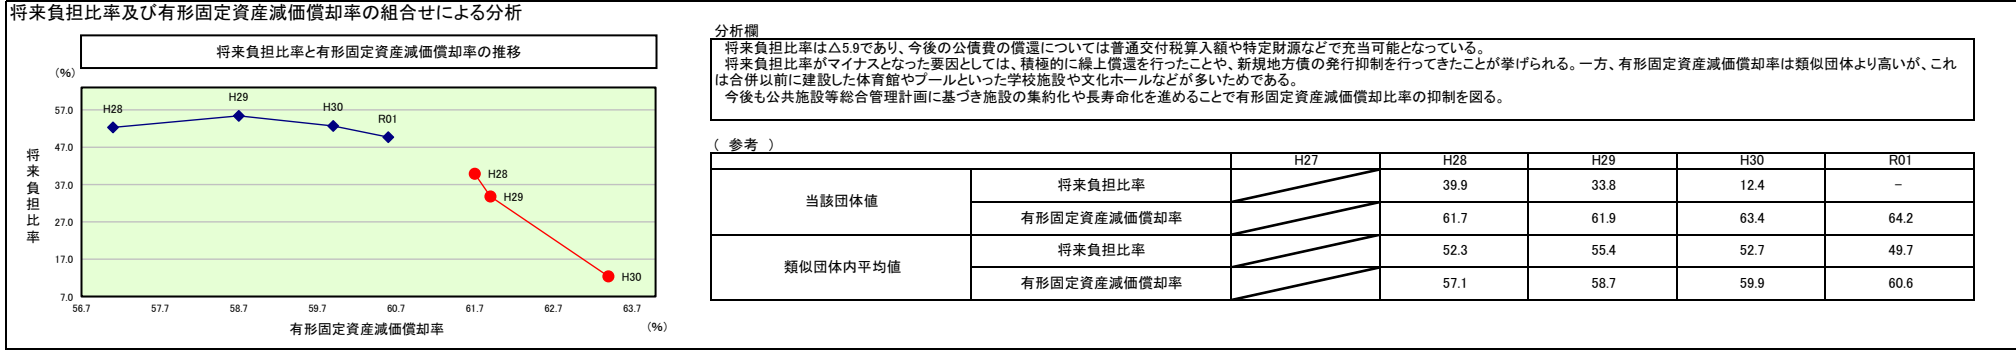 将来負担比率及び有形固定資産減価償却率の組合せによる分析
将来負担比率と有形固定資産減価償却率の推移
(%)
57.0
47.0
37.0
27.0
17.0
7.0
将来負担比率
H28
H29
H30
R01
H28
H29
H30
56.7 57.7 58.7 59.7 60.7 61.7 62.7 63.7
有形固定資産減価償却率
(%)
分析欄
将来負担比率は△5.9であり、今後の公債費の償還については普通交付税算入額や特定財源などで充当可能となっている。
将来負担比率がマイナスとなった要因としては、積極的に繰上償還を行ったことや、新規地方債の発行抑制を行ってきたことが挙げられる。一方、有形固定資産減価償却率は類似団体より高いが、これ
は合併以前に建設した体育館やプールといった学校施設や文化ホールなどが多いためである。
今後も公共施設等総合管理計画に基づき施設の集約化や長寿命化を進めることで有形固定資産減価償却比率の抑制を図る。
( 参考 )
H27 H28 H29 H30 R01
当該団体値
将来負担比率 39.9 33.8 12.4 －
有形固定資産減価償却率 61.7 61.9 63.4 64.2
類似団体内平均値
将来負担比率 52.3 55.4 52.7 49.7
有形固定資産減価償却率 57.1 58.7 59.9 60.6